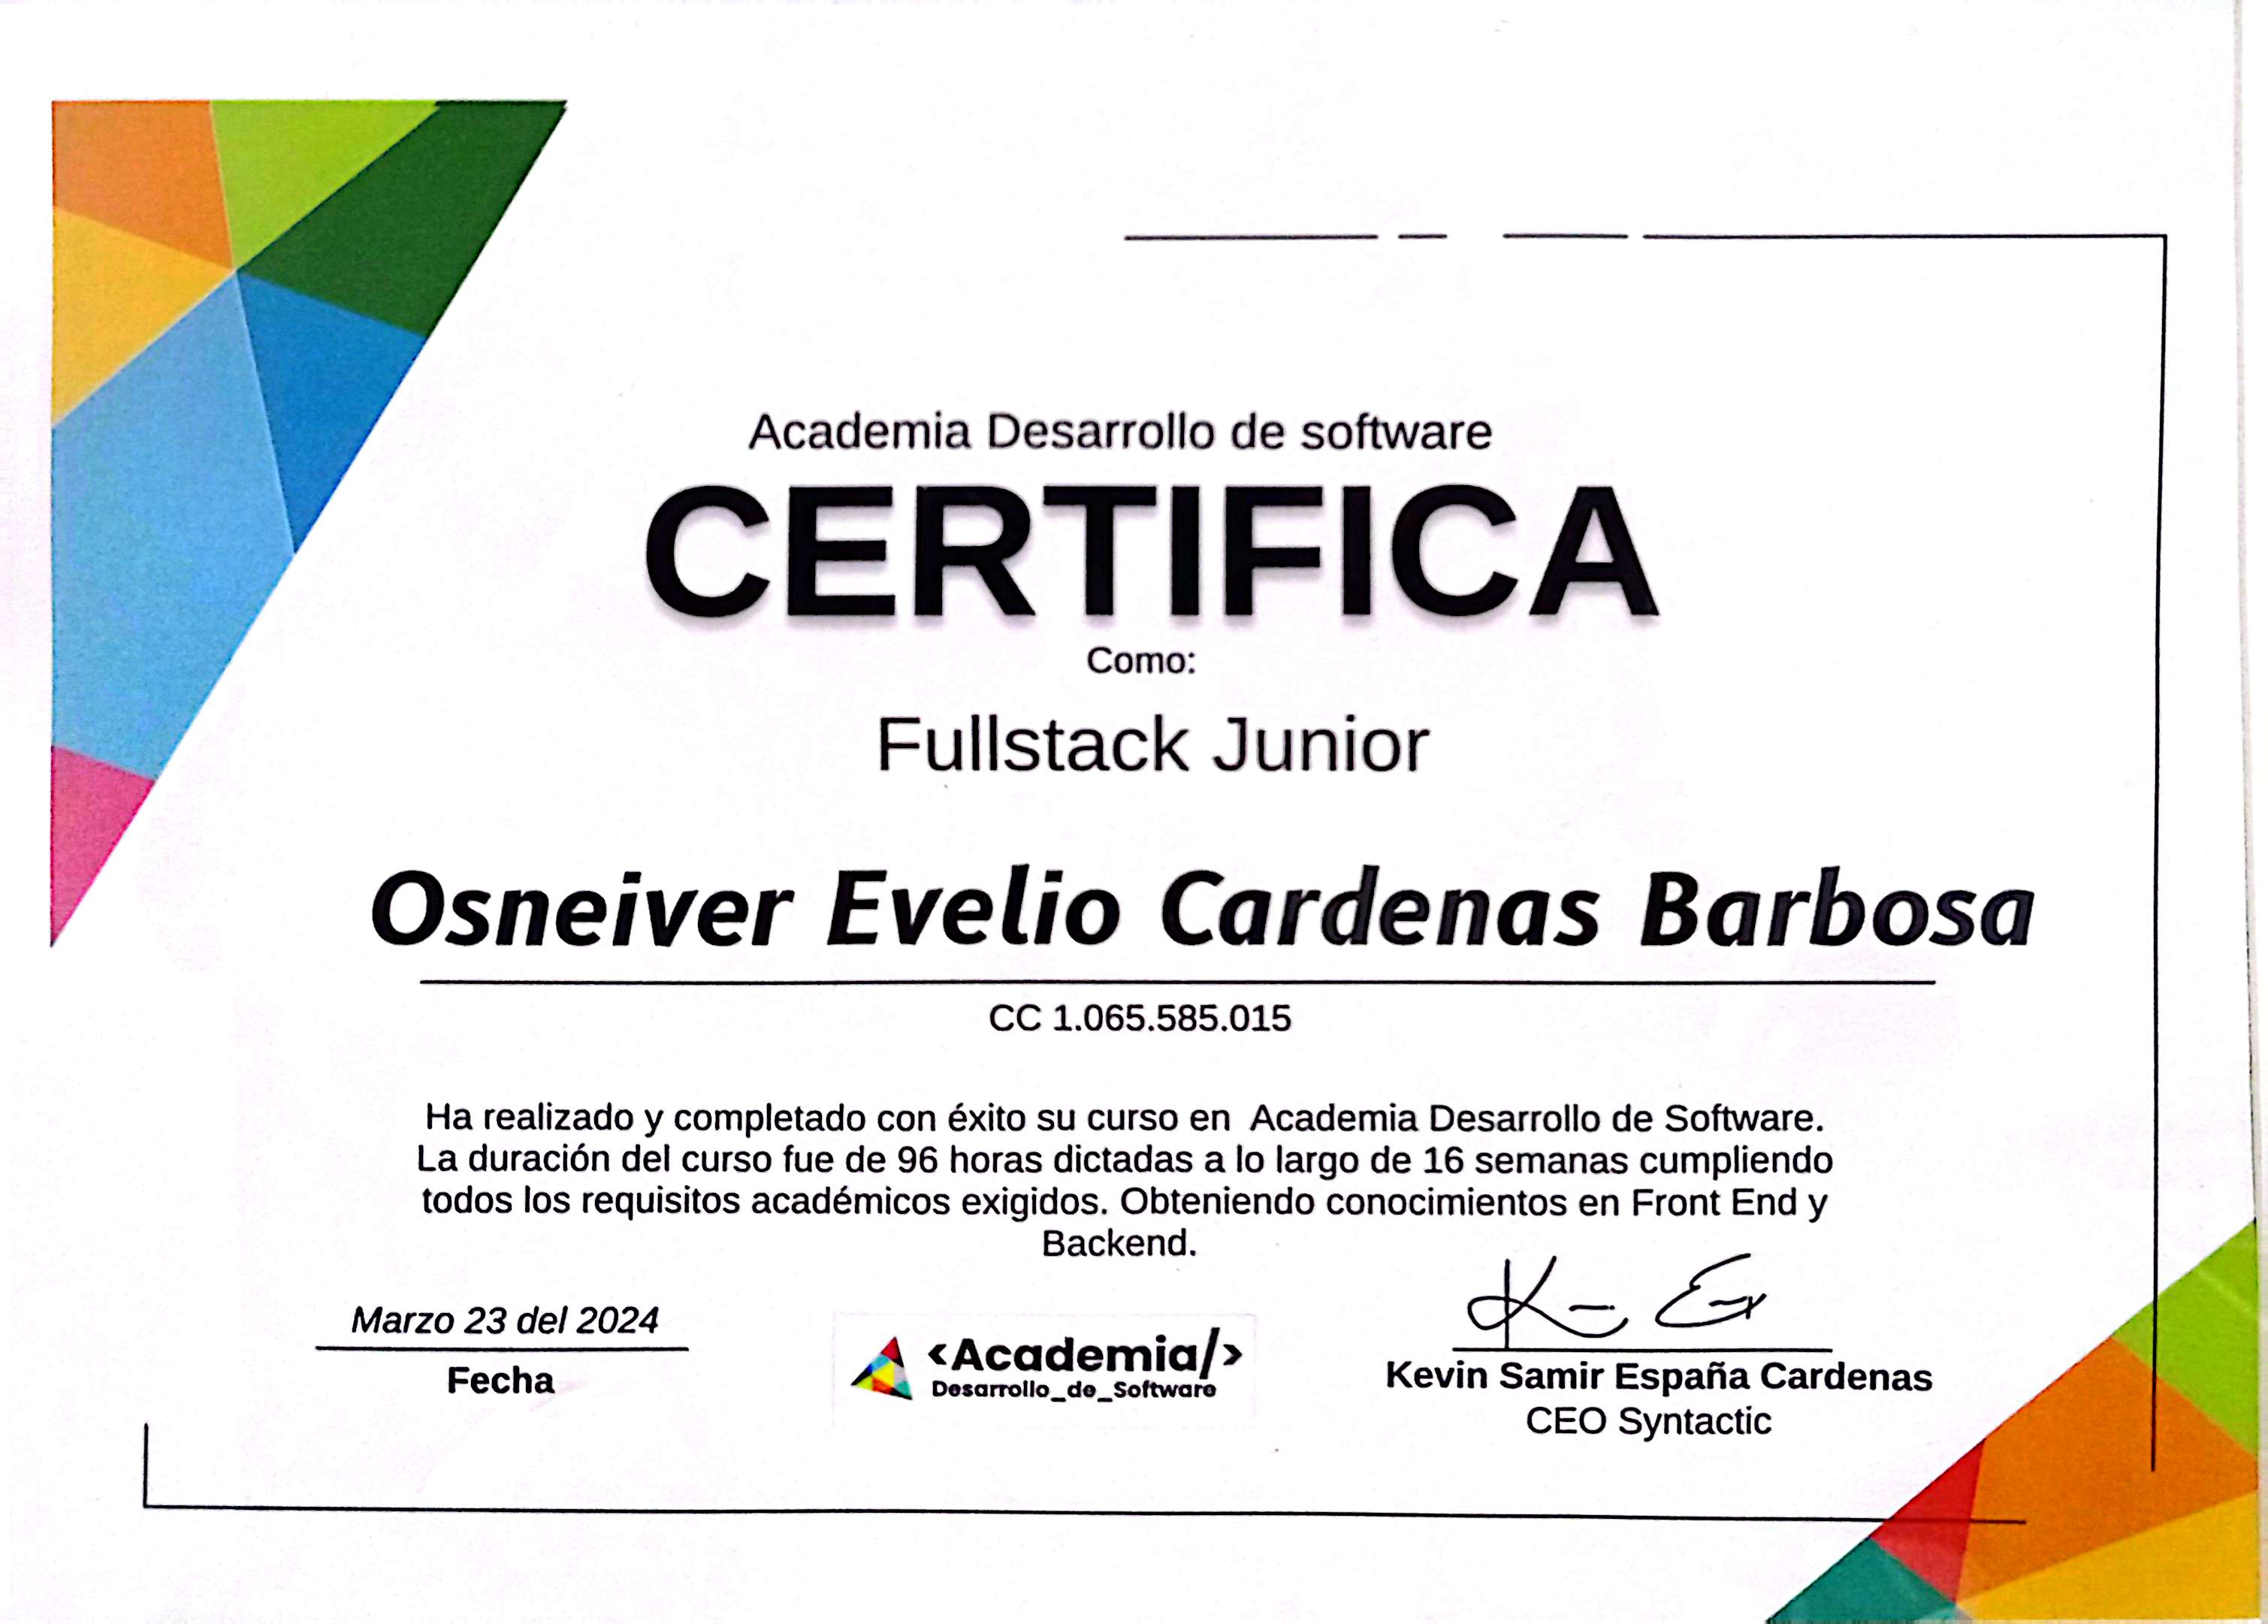 Academia Desarrollo de software
CERTIFICA
Como:
Fullstack Junior
Osneiver Evelio Cardenas Barbosa
CC 1.065.585.015
Ha realizado y completado con éxito su curso en Academia Desarrollo de Software.
La duración del curso fue de 96 horas dictadas a lo largo de 16 semanas cumpliendo
todos los requisitos académicos exigidos. Obteniendo conocimientos en Front End y
Backend.
Marzo 23 del 2024
Fecha
<Academia/>
Desarrollo_de_Software
Kevin Samir España Cardenas
CEO Syntactic